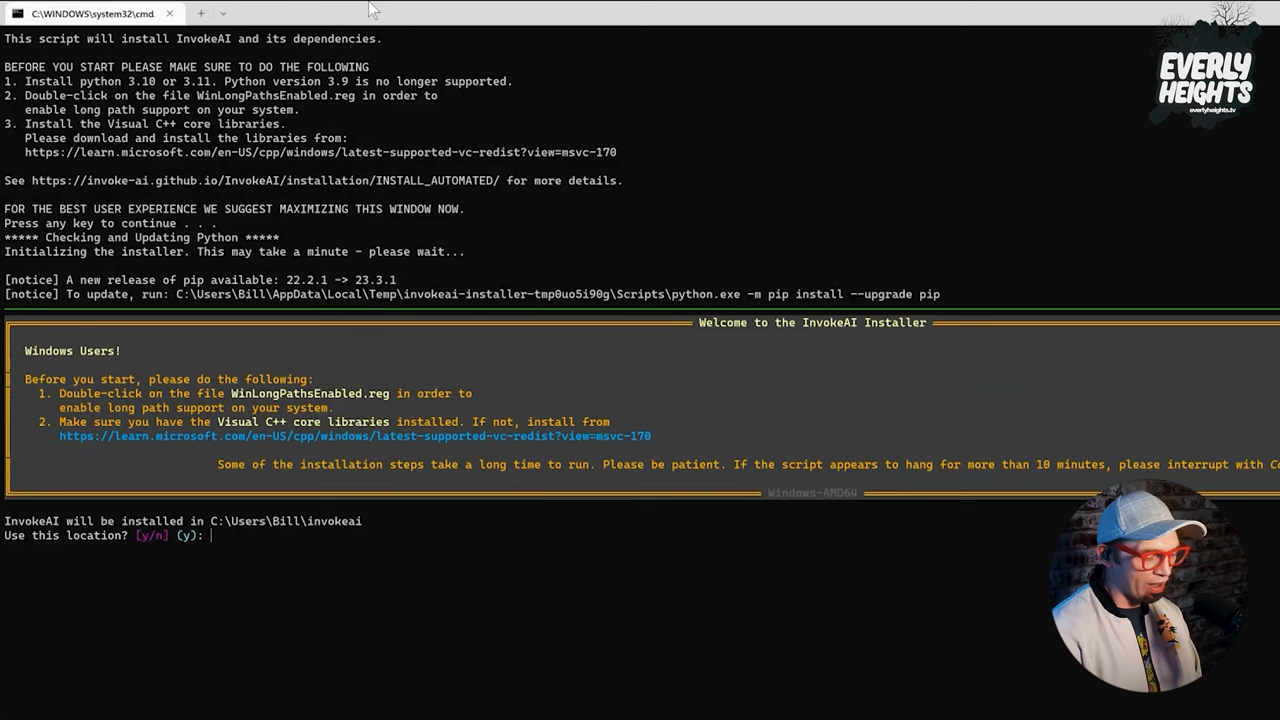 C:\WINDOWS\system32\cmd.
This script will install InvokeAI and its dependencies.
BEFORE YOU START PLEASE MAKE SURE TO DO THE FOLLOWING
1. Install python 3.10 or 3.11. Python version 3.9 is no longer supported.
2. Double-click on the file WinLongPathsEnabled.reg in order to
enable long path support on your system.
3. Install the Visual C++ core libraries.
Please download and install the libraries from:
https://learn.microsoft.com/en-US/cpp/windows/latest-supported-vc-redist?view=msvc-170
See https://invoke-ai.github.io/InvokeAI/installation/INSTALL_AUTOMATED/ for more details.
FOR THE BEST USER EXPERIENCE WE SUGGEST MAXIMIZING THIS WINDOW NOW.
Press any key to continue . . .
***** Checking and Updating Python *****
Initializing the installer. This may take a minute - please wait...
[notice] A new release of pip available: 22.2.1 -> 23.3.1
[notice] To update, run: C:\Users\Bill\AppData\Local\Temp\invokeai-installer-tmp0uo5i90g\Scripts\python.exe -m pip install --upgrade pip
Welcome to the InvokeAI Installer
Windows Users!
Before you start, please do the following:
1. Double-click on the file WinLongPathsEnabled.reg in order to
enable long path support on your system.
2. Make sure you have the Visual C++ core libraries installed. If not, install from
https://learn.microsoft.com/en-US/cpp/windows/latest-supported-vc-redist?view=msvc-170
Some of the installation steps take a long time to run. Please be patient. If the script appears to hang for more than 10 minutes, please interrupt with
Windows-AMD64
InvokeAI will be installed in C:\Users\Bill\invokeai
Use this location? [y/n] (y):
EVERLY
HEIGHTS
everlyheights.tv